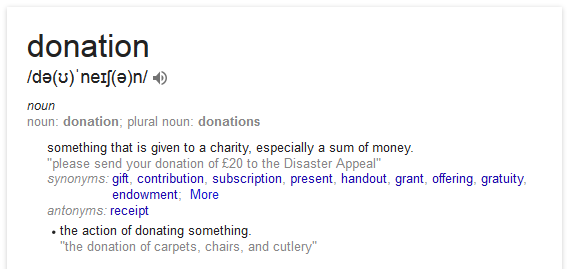 donation
/də(ʊ)ˈneɪʃ(ə)n/
noun
noun: donation; plural noun: donations
something that is given to a charity, especially a sum of money.
"please send your donation of £20 to the Disaster Appeal"
synonyms: gift, contribution, subscription, present, handout, grant, offering, gratuity,
endowment; More
antonyms: receipt
• the action of donating something.
"the donation of carpets, chairs, and cutlery"